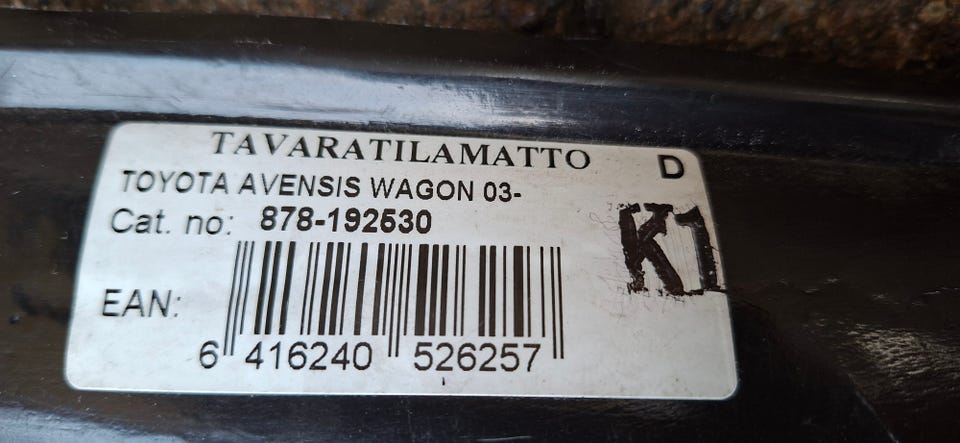 TAVARATILAMATTO
D
TOYOTA AVENSIS WAGON 03-
Cat. no: 878-192530
K1
EAN:
6 416240 526257